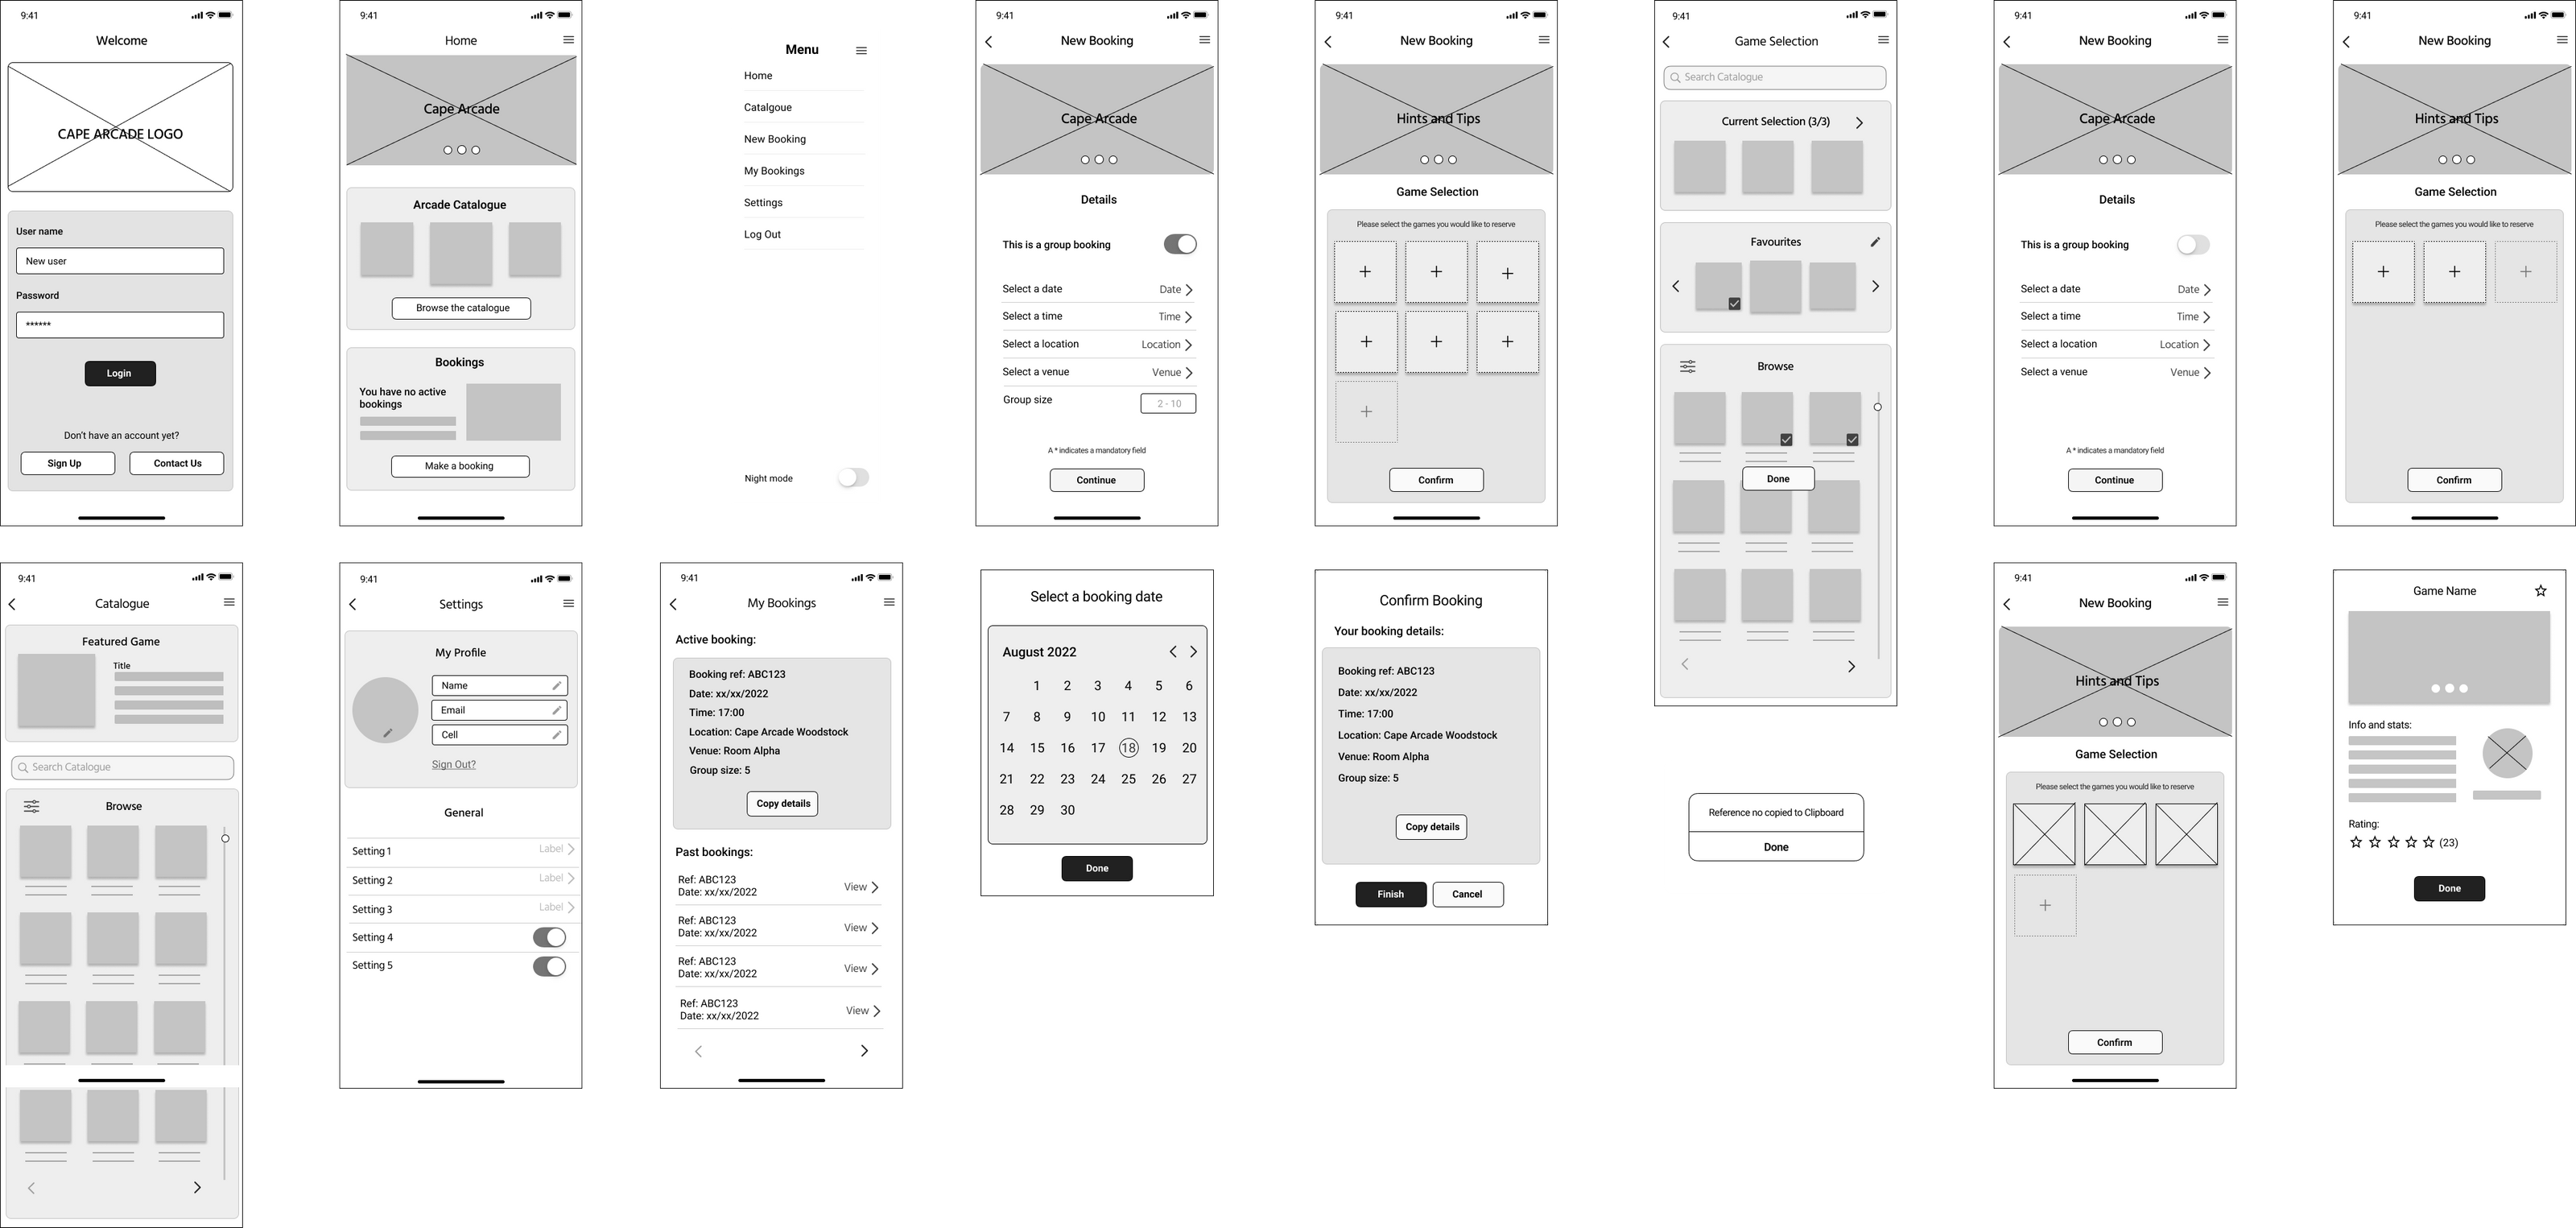 9:41
Welcome
CAPE ARCADE LOGO
User name
New user
Password
******
Login
Don't have an account yet?
Sign Up
Contact Us
9:41
Home
Cape Arcade
Arcade Catalogue
Browse the catalogue
Bookings
You have no active
bookings
Make a booking
Menu
Home
Catalgoue
New Booking
My Bookings
Settings
Log Out
Night mode
9:41
New Booking
Cape Arcade
Details
This is a group booking
Select a date Date
Select a time Time
Select a location Location
Select a venue Venue
Group size 2 - 10
A * indicates a mandatory field
Continue
9:41
New Booking
Hints and Tips
Game Selection
Please select the games you would like to reserve
Confirm
9:41
Game Selection
Search Catalogue
Current Selection (3/3)
Favourites
Browse
Done
9:41
New Booking
Cape Arcade
Details
This is a group booking
Select a date Date
Select a time Time
Select a location Location
Select a venue Venue
A * indicates a mandatory field
Continue
9:41
New Booking
Hints and Tips
Game Selection
Please select the games you would like to reserve
Confirm
9:41
Catalogue
Featured Game
Title
Search Catalogue
Browse
9:41
Settings
My Profile
Name
Email
Cell
Sign Out?
General
Setting 1 Label
Setting 2 Label
Setting 3 Label
Setting 4
Setting 5
9:41
My Bookings
Active booking:
Booking ref: ABC123
Date: xx/xx/2022
Time: 17:00
Location: Cape Arcade Woodstock
Venue: Room Alpha
Group size: 5
Copy details
Past bookings:
Ref: ABC123
Date: xx/xx/2022
View
Ref: ABC123
Date: xx/xx/2022
View
Ref: ABC123
Date: xx/xx/2022
View
Ref: ABC123
Date: xx/xx/2022
View
Select a booking date
August 2022
1 2 3 4 5 6
7 8 9 10 11 12 13
14 15 16 17 18 19 20
21 22 23 24 25 26 27
28 29 30
Done
Confirm Booking
Your booking details:
Booking ref: ABC123
Date: xx/xx/2022
Time: 17:00
Location: Cape Arcade Woodstock
Venue: Room Alpha
Group size: 5
Copy details
Finish
Cancel
Reference no copied to Clipboard
Done
9:41
New Booking
Hints and Tips
Game Selection
Please select the games you would like to reserve
Confirm
Game Name
Info and stats:
Rating:
(23)
Done